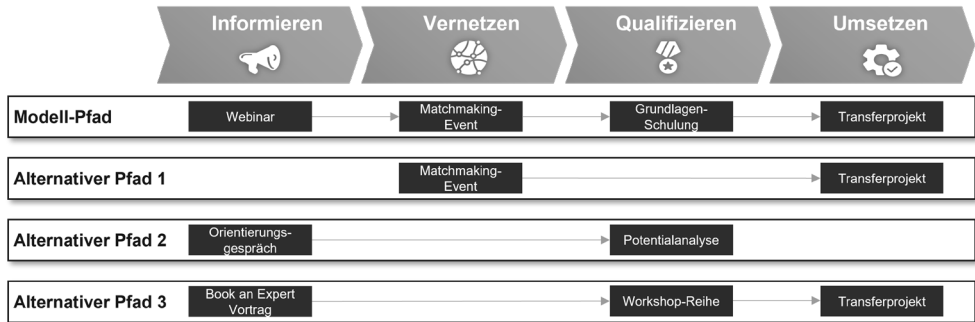 Informieren
Vernetzen
Qualifizieren
Umsetzen
Modell-Pfad
Webinar
Matchmaking-
Event
Grundlagen-
Schulung
Transferprojekt
Alternativer Pfad 1
Matchmaking-
Event
Transferprojekt
Alternativer Pfad 2
Orientierungs-
gespräch
Potentialanalyse
Alternativer Pfad 3
Book an Expert
Vortrag
Workshop-Reihe
Transferprojekt